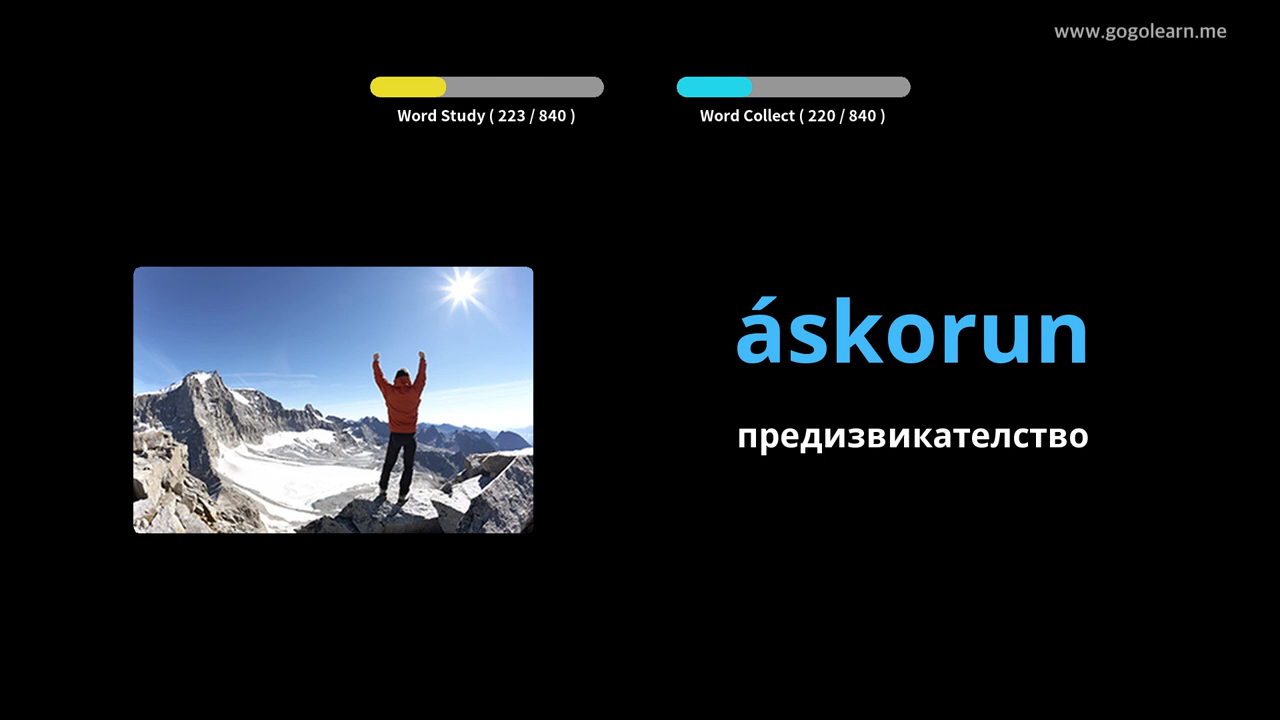 www.gogolearn.me
Word Study ( 223 / 840 )
Word Collect ( 220 / 840 )
áskorun
предизвикателство